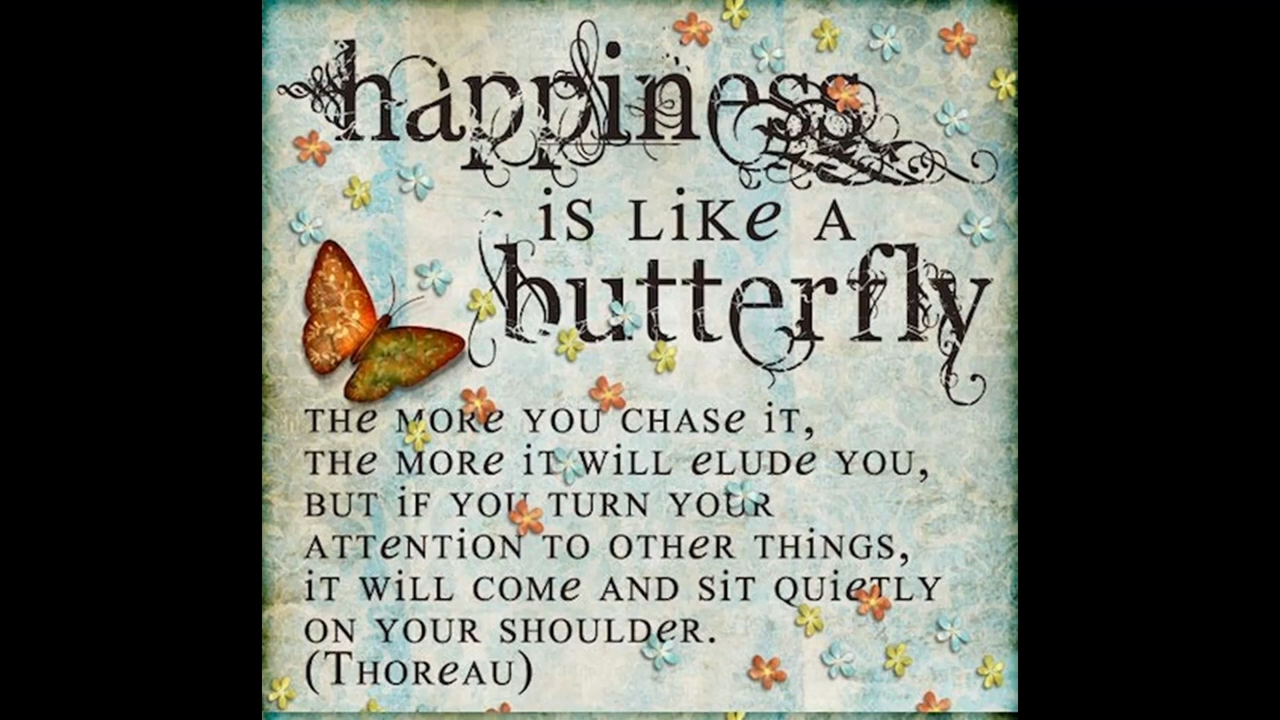 happiness
is LiKe A
butterfly
THe MORe YOU CHASe iT,
THe MORe iT WiLL eLUDe YOU,
BUT iF YOU TURN YOUR
ATTeNTiON TO OTHeR THiNGS,
iT WiLL COMe AND SiT QUieTLY
ON YOUR SHOULDeR.
(THOReAU)